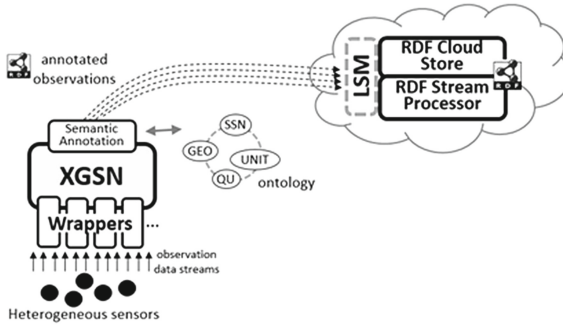 annotated
observations
LSM
RDF Cloud
Store
RDF Stream
Processor
Semantic
Annotation
SSN
GEO
UNIT
QU
ontology
XGSN
Wrappers
...
observation
data streams
Heterogeneous sensors